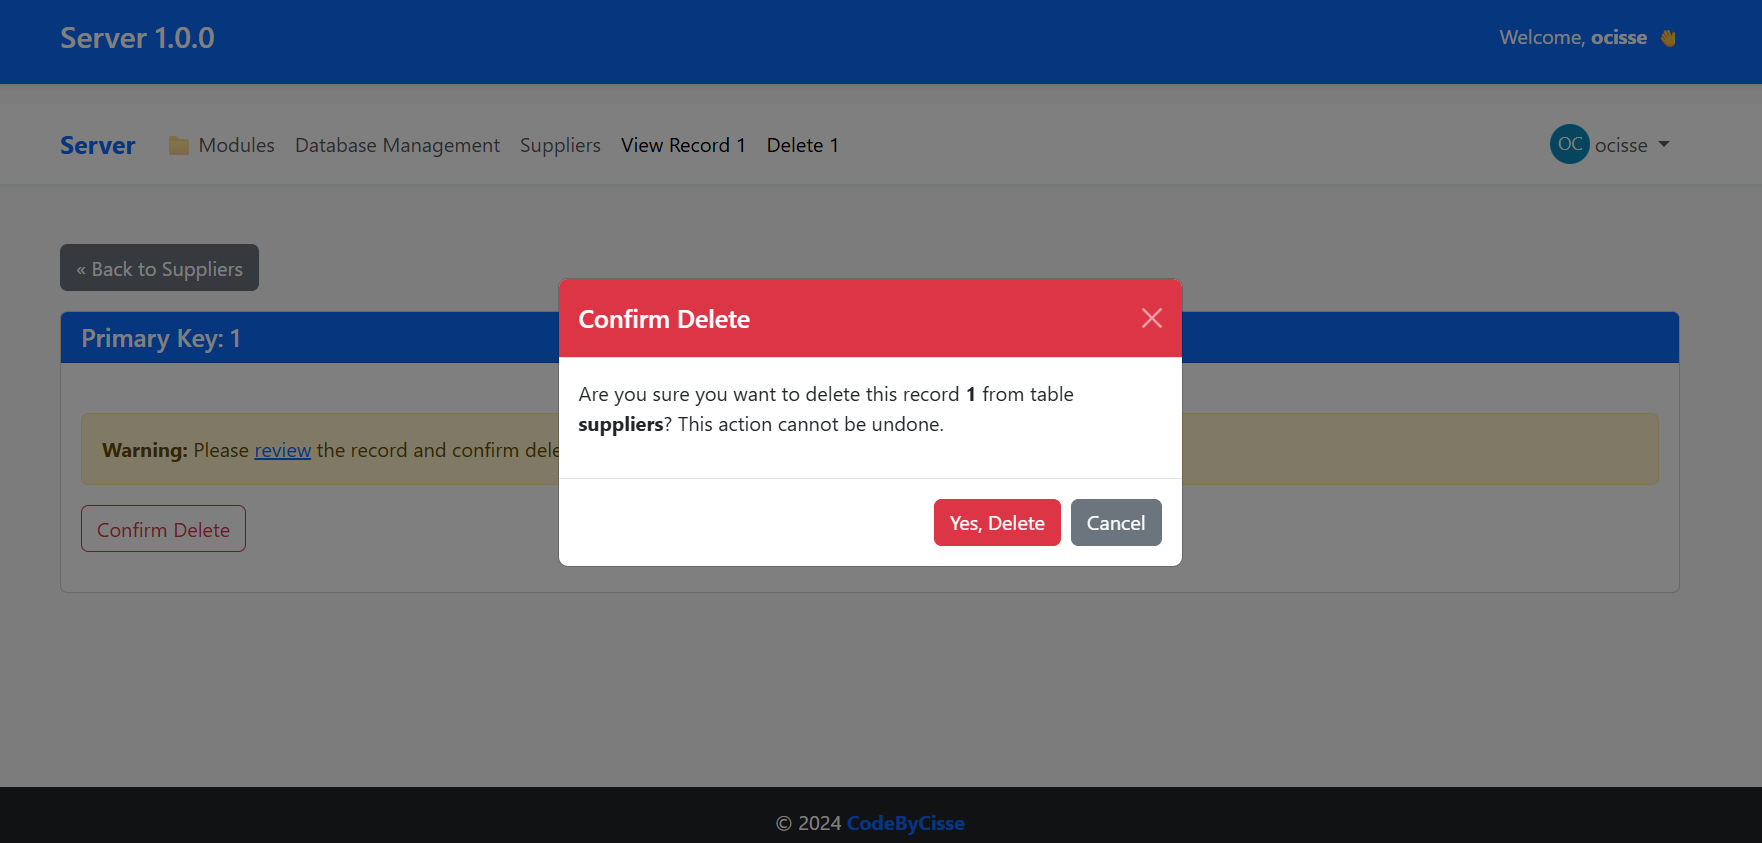 Server 1.0.0
Welcome, ocisse 👋
Server Modules Database Management Suppliers View Record 1 Delete 1
OC ocisse
« Back to Suppliers
Primary Key: 1
Warning: Please review the record and confirm dele
Confirm Delete
Confirm Delete
Are you sure you want to delete this record 1 from table
suppliers? This action cannot be undone.
Yes, Delete Cancel
© 2024 CodeByCisse